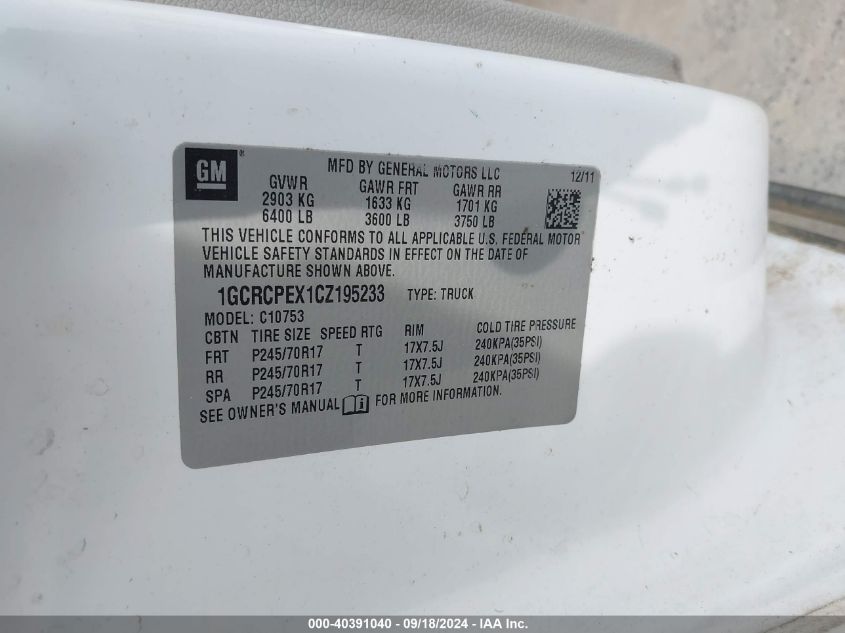 GM®
MFD BY GENERAL MOTORS LLC 12/11
GVWR GAWR FRT GAWR RR
2903 KG 1633 KG 1701 KG
6400 LB 3600 LB 3750 LB
THIS VEHICLE CONFORMS TO ALL APPLICABLE U.S. FEDERAL MOTOR
VEHICLE SAFETY STANDARDS IN EFFECT ON THE DATE OF
MANUFACTURE SHOWN ABOVE.
1GCRCPEX1CZ195233 TYPE: TRUCK
MODEL: C10753
CBTN TIRE SIZE SPEED RTG RIM COLD TIRE PRESSURE
FRT P245/70R17 T 17X7.5J 240KPA(35PSI)
RR P245/70R17 T 17X7.5J 240KPA(35PSI)
SPA P245/70R17 T 17X7.5J 240KPA(35PSI)
SEE OWNER'S MANUAL FOR MORE INFORMATION.
000-40391040 - 09/18/2024 - IAA Inc.